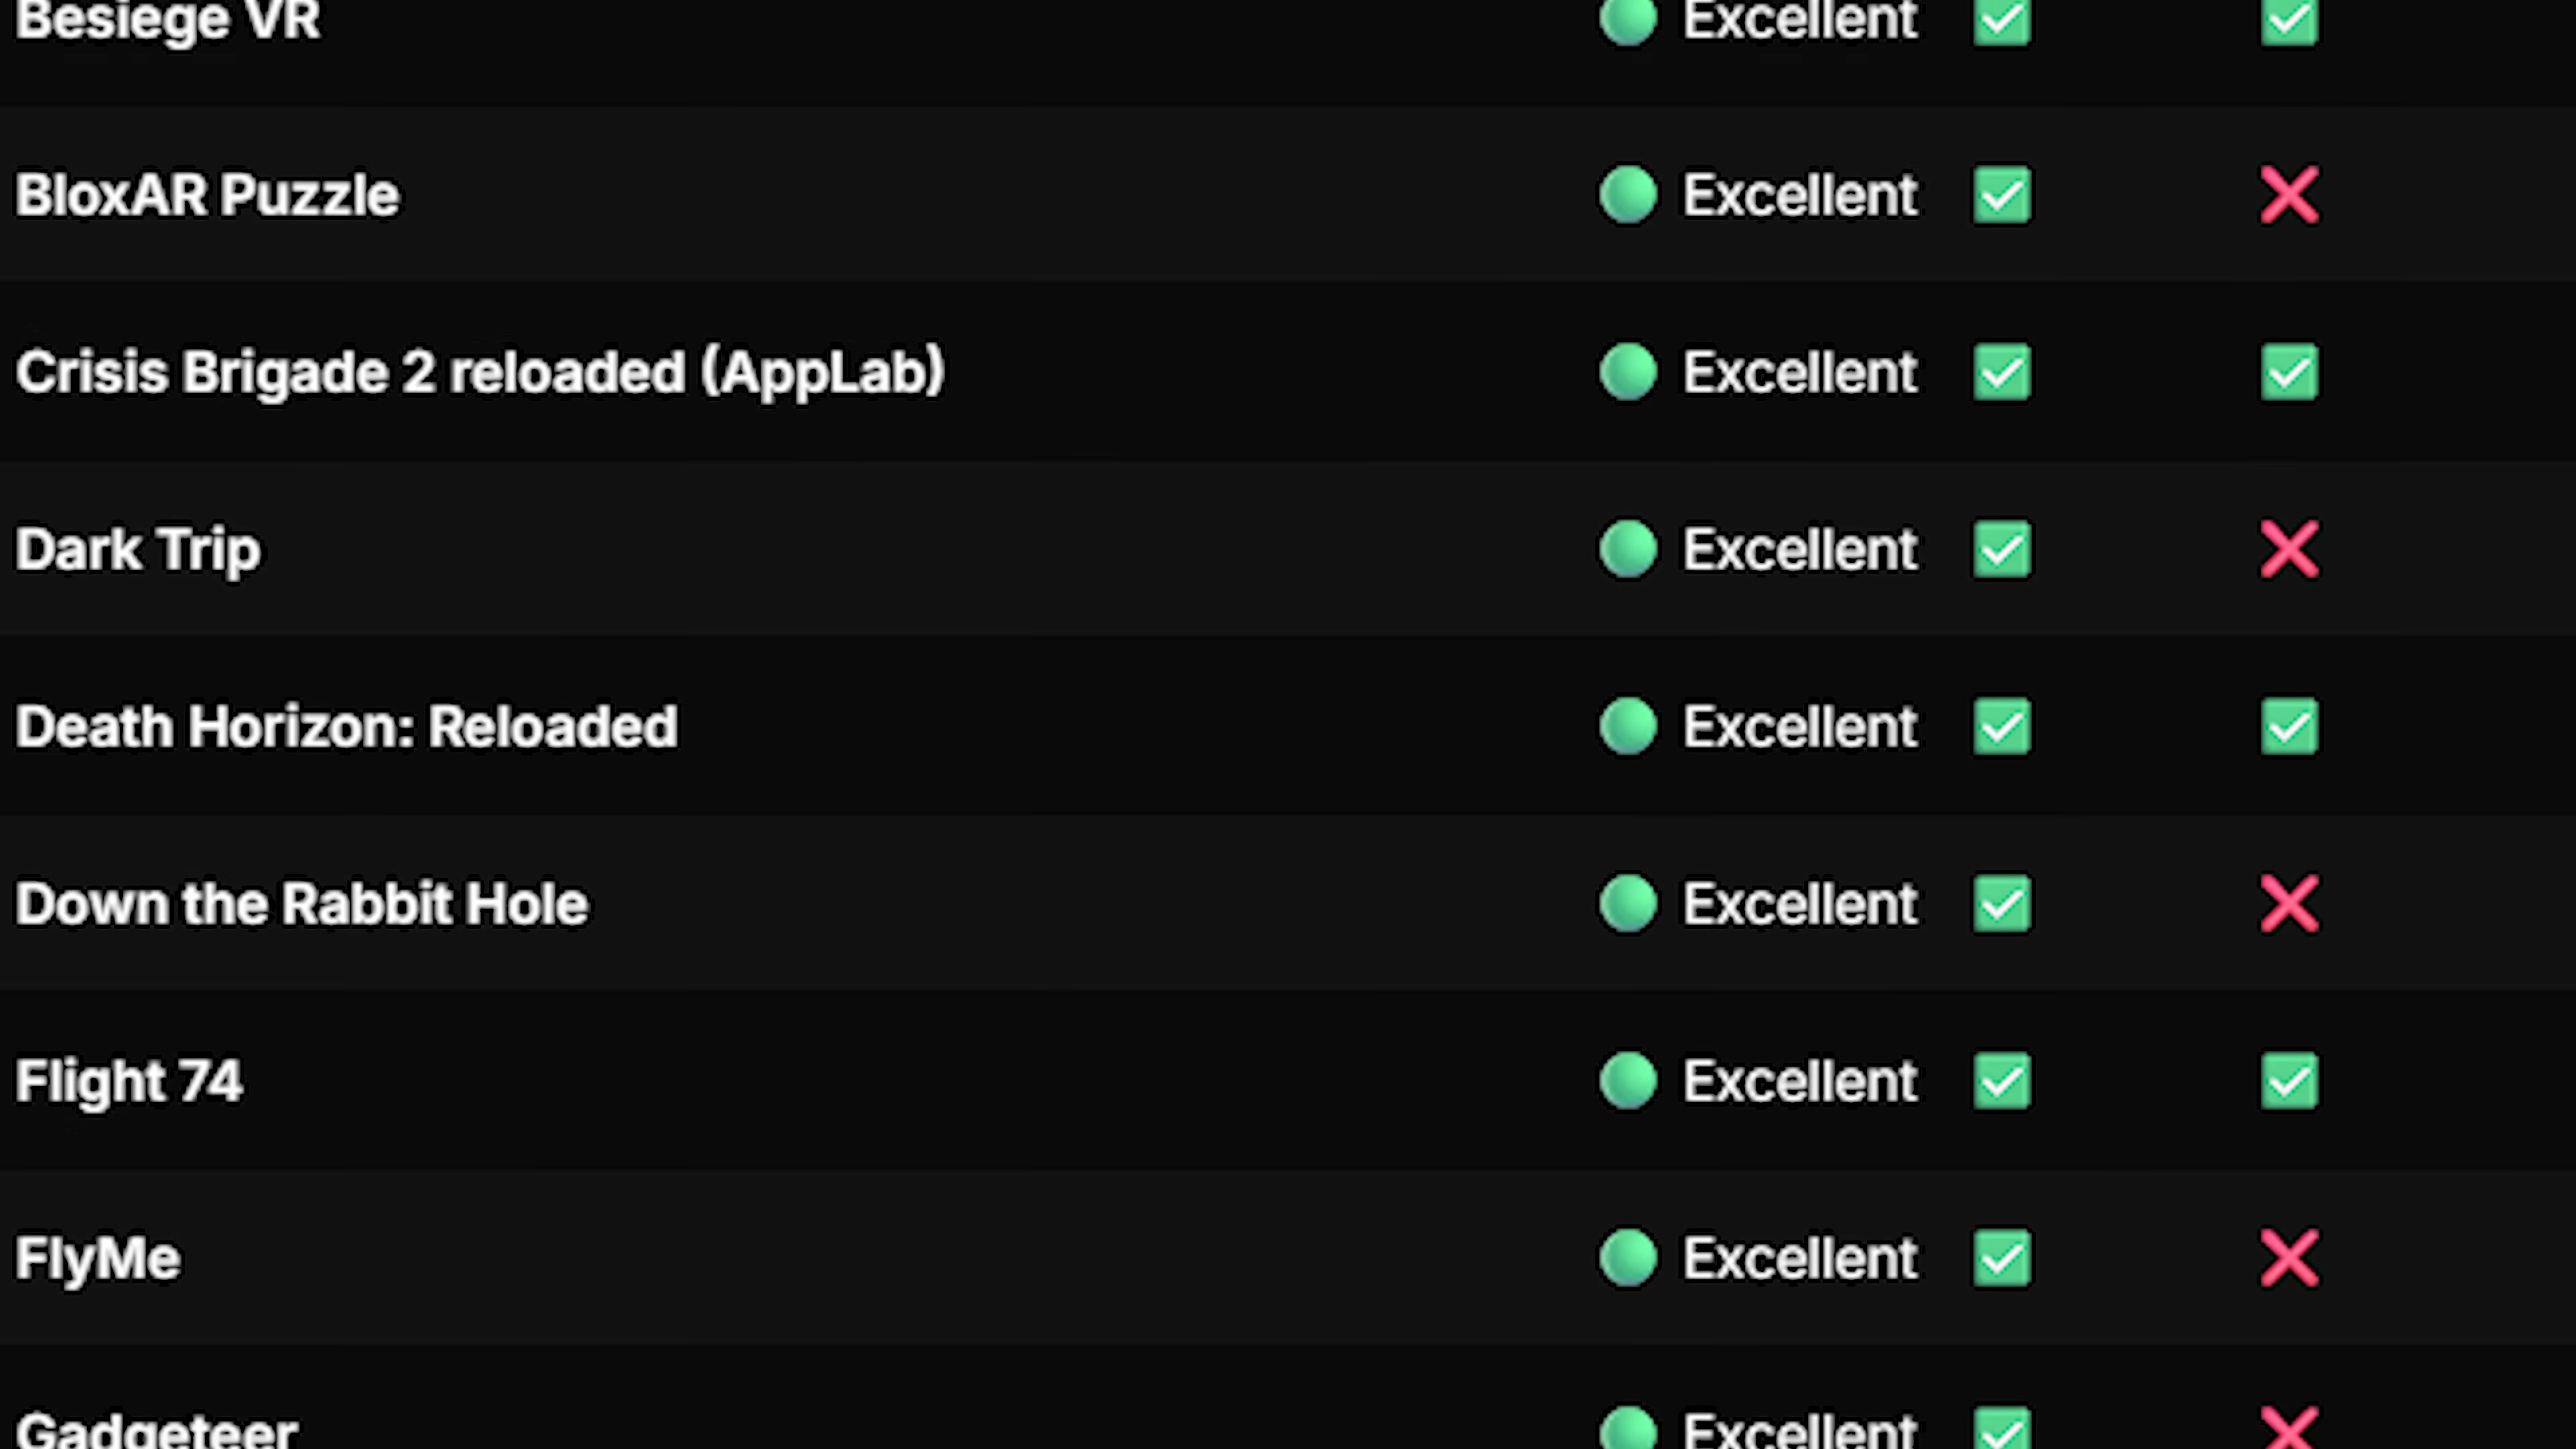 Besiege VR Excellent ✅ ✅
BloxAR Puzzle Excellent ✅ ❌
Crisis Brigade 2 reloaded (AppLab) Excellent ✅ ✅
Dark Trip Excellent ✅ ❌
Death Horizon: Reloaded Excellent ✅ ✅
Down the Rabbit Hole Excellent ✅ ❌
Flight 74 Excellent ✅ ✅
FlyMe Excellent ✅ ❌
Gadgeteer Excellent ✅ ❌